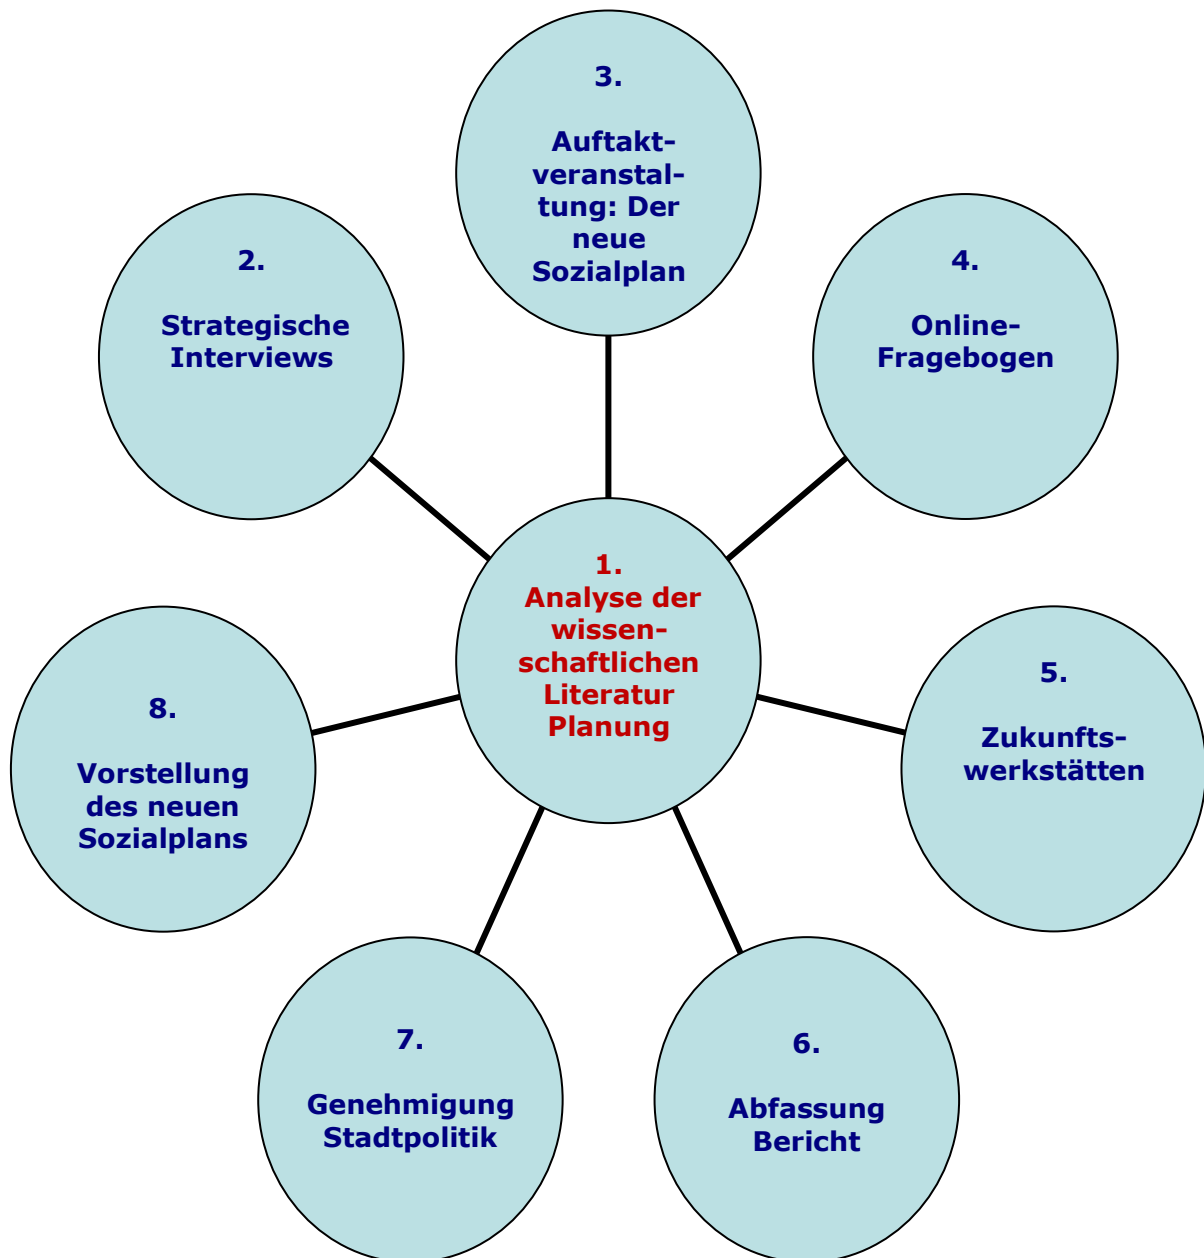 1.
Analyse der
wissen-
schaftlichen
Literatur
Planung
2.
Strategische
Interviews
3.
Auftakt-
veranstal-
tung: Der
neue
Sozialplan
4.
Online-
Fragebogen
5.
Zukunfts-
werkstätten
6.
Abfassung
Bericht
7.
Genehmigung
Stadtpolitik
8.
Vorstellung
des neuen
Sozialplans